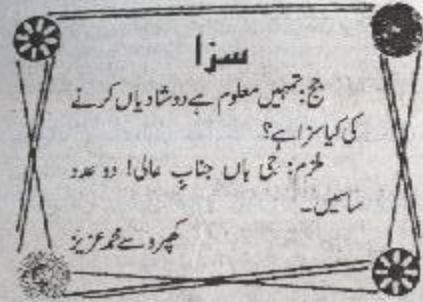 سزا
جج: تمہیں معلوم ہے دو شادیاں کرنے
کی کیا سزا ہے؟
ملزم: جی ہاں جنابِ عالی! دو عدد
ساسیں۔
کھپرو سے محمد عزیز